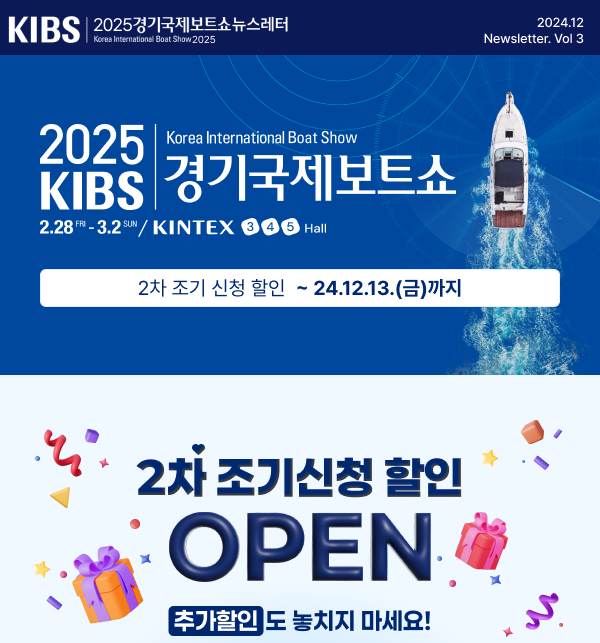 KIBS 2025경기국제보트쇼뉴스레터
Korea International Boat Show2025
2024.12
Newsletter. Vol 3
2025
KIBS
Korea International Boat Show
경기국제보트쇼
2.28 FRI - 3.2 SUN / KINTEX 3 4 5 Hall
2차 조기 신청 할인 ~ 24.12.13.(금)까지
2차 조기신청 할인
OPEN
추가할인도 놓치지 마세요!